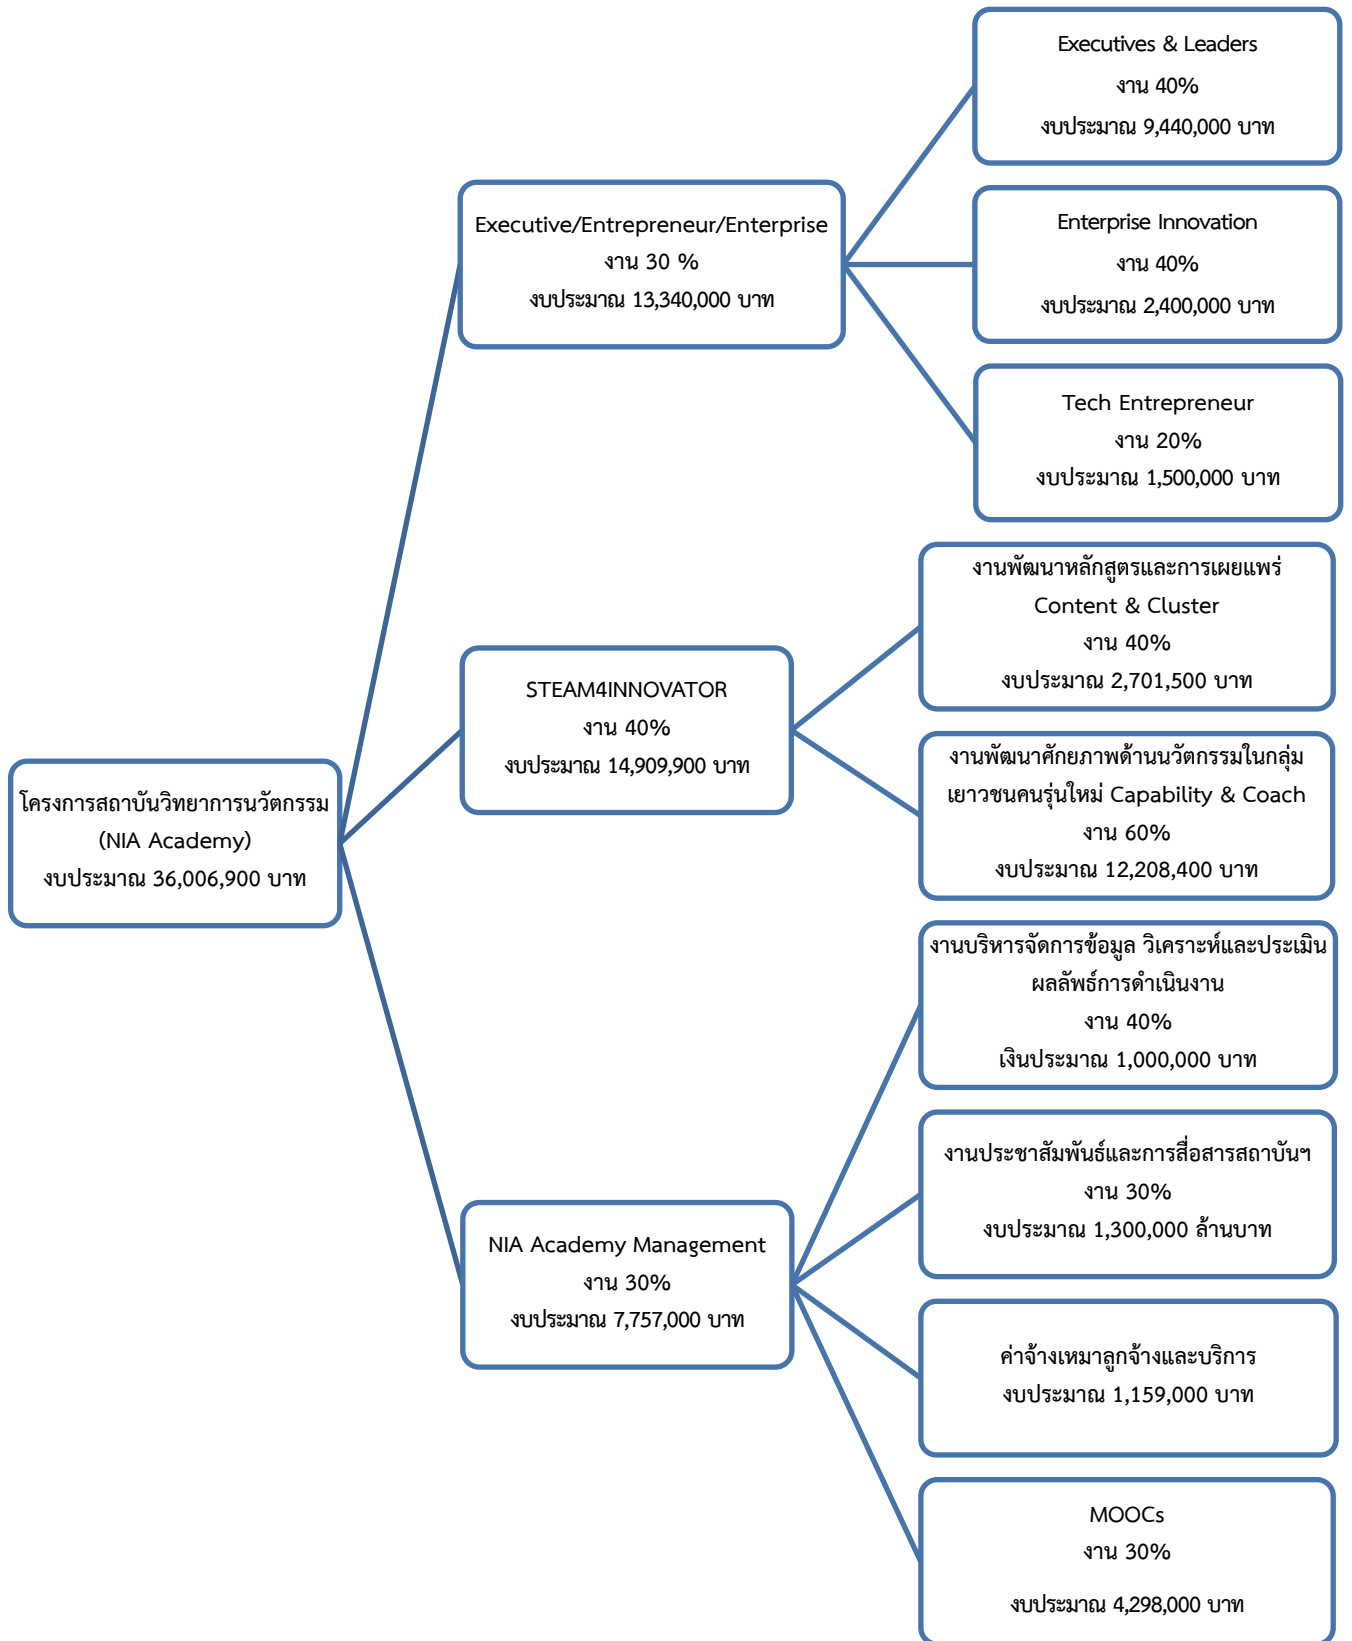 โครงการสถาบันวิทยาการนวัตกรรม
(NIA Academy)
งบประมาณ 36,006,900 บาท
Executive/Entrepreneur/Enterprise
งาน 30 %
งบประมาณ 13,340,000 บาท
Executives & Leaders
งาน 40%
งบประมาณ 9,440,000 บาท
Enterprise Innovation
งาน 40%
งบประมาณ 2,400,000 บาท
Tech Entrepreneur
งาน 20%
งบประมาณ 1,500,000 บาท
STEAM4INNOVATOR
งาน 40%
งบประมาณ 14,909,900 บาท
งานพัฒนาหลักสูตรและการเผยแพร่
Content & Cluster
งาน 40%
งบประมาณ 2,701,500 บาท
งานพัฒนาศักยภาพด้านนวัตกรรมในกลุ่ม
เยาวชนคนรุ่นใหม่ Capability & Coach
งาน 60%
งบประมาณ 12,208,400 บาท
NIA Academy Management
งาน 30%
งบประมาณ 7,757,000 บาท
งานบริหารจัดการข้อมูล วิเคราะห์และประเมิน
ผลลัพธ์การดำเนินงาน
งาน 40%
เงินประมาณ 1,000,000 บาท
งานประชาสัมพันธ์และการสื่อสารสถาบันฯ
งาน 30%
งบประมาณ 1,300,000 ล้านบาท
ค่าจ้างเหมาลูกจ้างและบริการ
งบประมาณ 1,159,000 บาท
MOOCs
งาน 30%
งบประมาณ 4,298,000 บาท